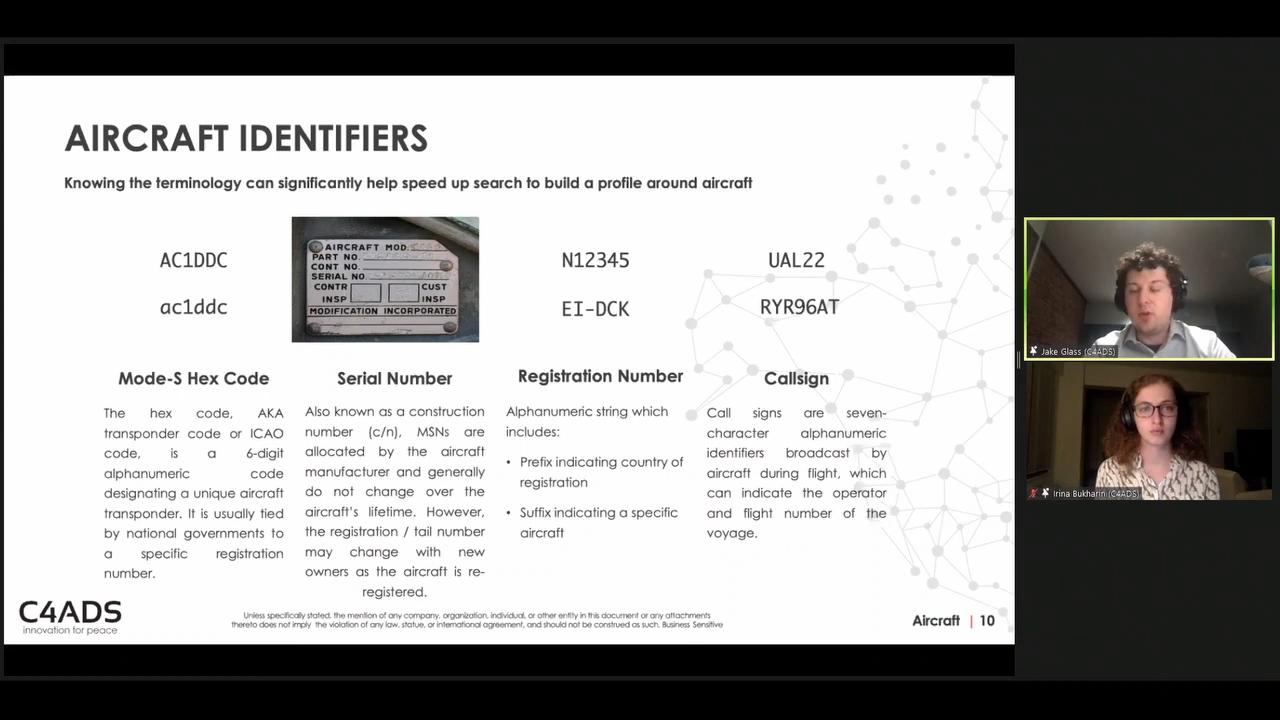 AIRCRAFT IDENTIFIERS
Knowing the terminology can significantly help speed up search to build a profile around aircraft
AC1DDC
ac1ddc
AIRCRAFT MOD.
PART NO.
CONT NO.
SERIAL NO
CONTR CUST
INSP INSP
MODIFICATION INCORPORATED
N12345
EI-DCK
UAL22
RYR96AT
Mode-S Hex Code
The hex code, AKA
transponder code or ICAO
code, is a 6-digit
alphanumeric code
designating a unique aircraft
transponder. It is usually tied
by national governments to
a specific registration
number.
Serial Number
Also known as a construction
number (c/n), MSNs are
allocated by the aircraft
manufacturer and generally
do not change over the
aircraft's lifetime. However,
the registration / tail number
may change with new
owners as the aircraft is re-
registered.
Registration Number
Alphanumeric string which
includes:
• Prefix indicating country of
registration
• Suffix indicating a specific
aircraft
Callsign
Call signs are seven-
character alphanumeric
identifiers broadcast by
aircraft during flight, which
can indicate the operator
and flight number of the
voyage.
C4ADS
innovation for peace
Unless specifically stated, the mention of any company, organization, individual, or other entity in this document or any attachments
thereto does not imply the violation of any law, statue, or international agreement, and should not be construed as such. Business Sensitive
Aircraft | 10
Jake Glass (C4ADS)
Irina Bukharin (C4ADS)